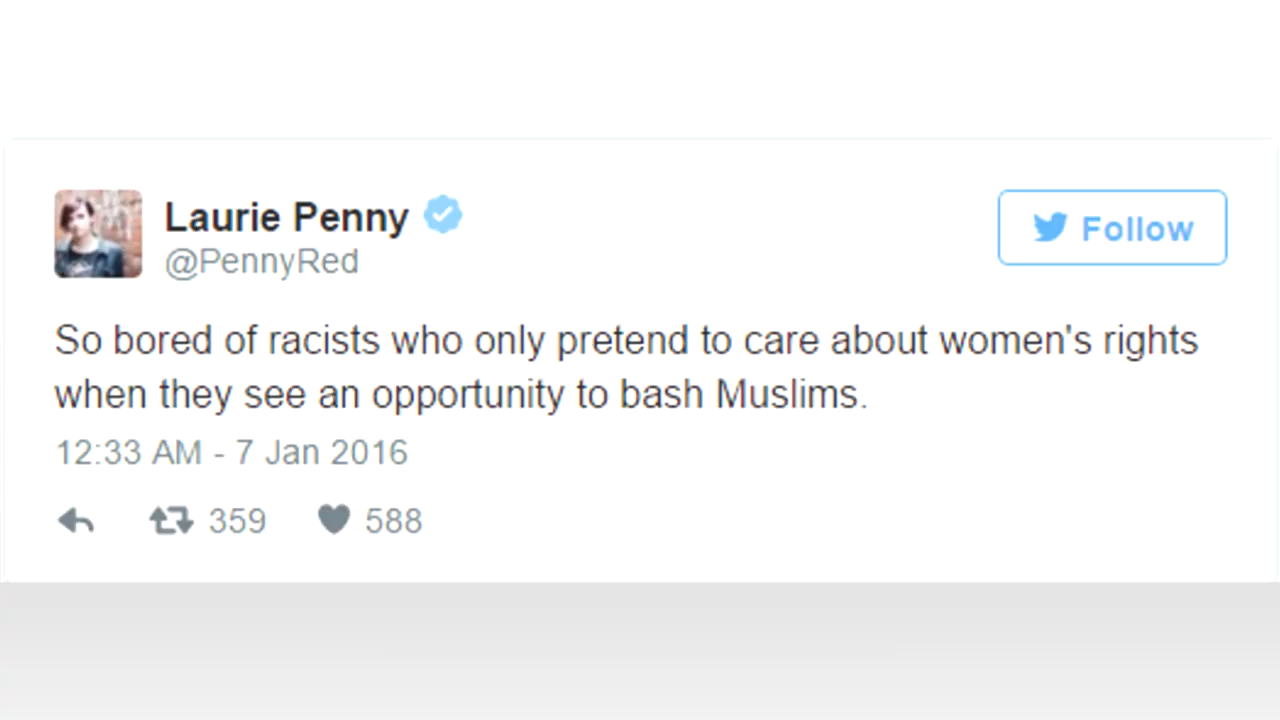 Laurie Penny
@PennyRed
Follow
So bored of racists who only pretend to care about women's rights
when they see an opportunity to bash Muslims.
12:33 AM - 7 Jan 2016
359 588